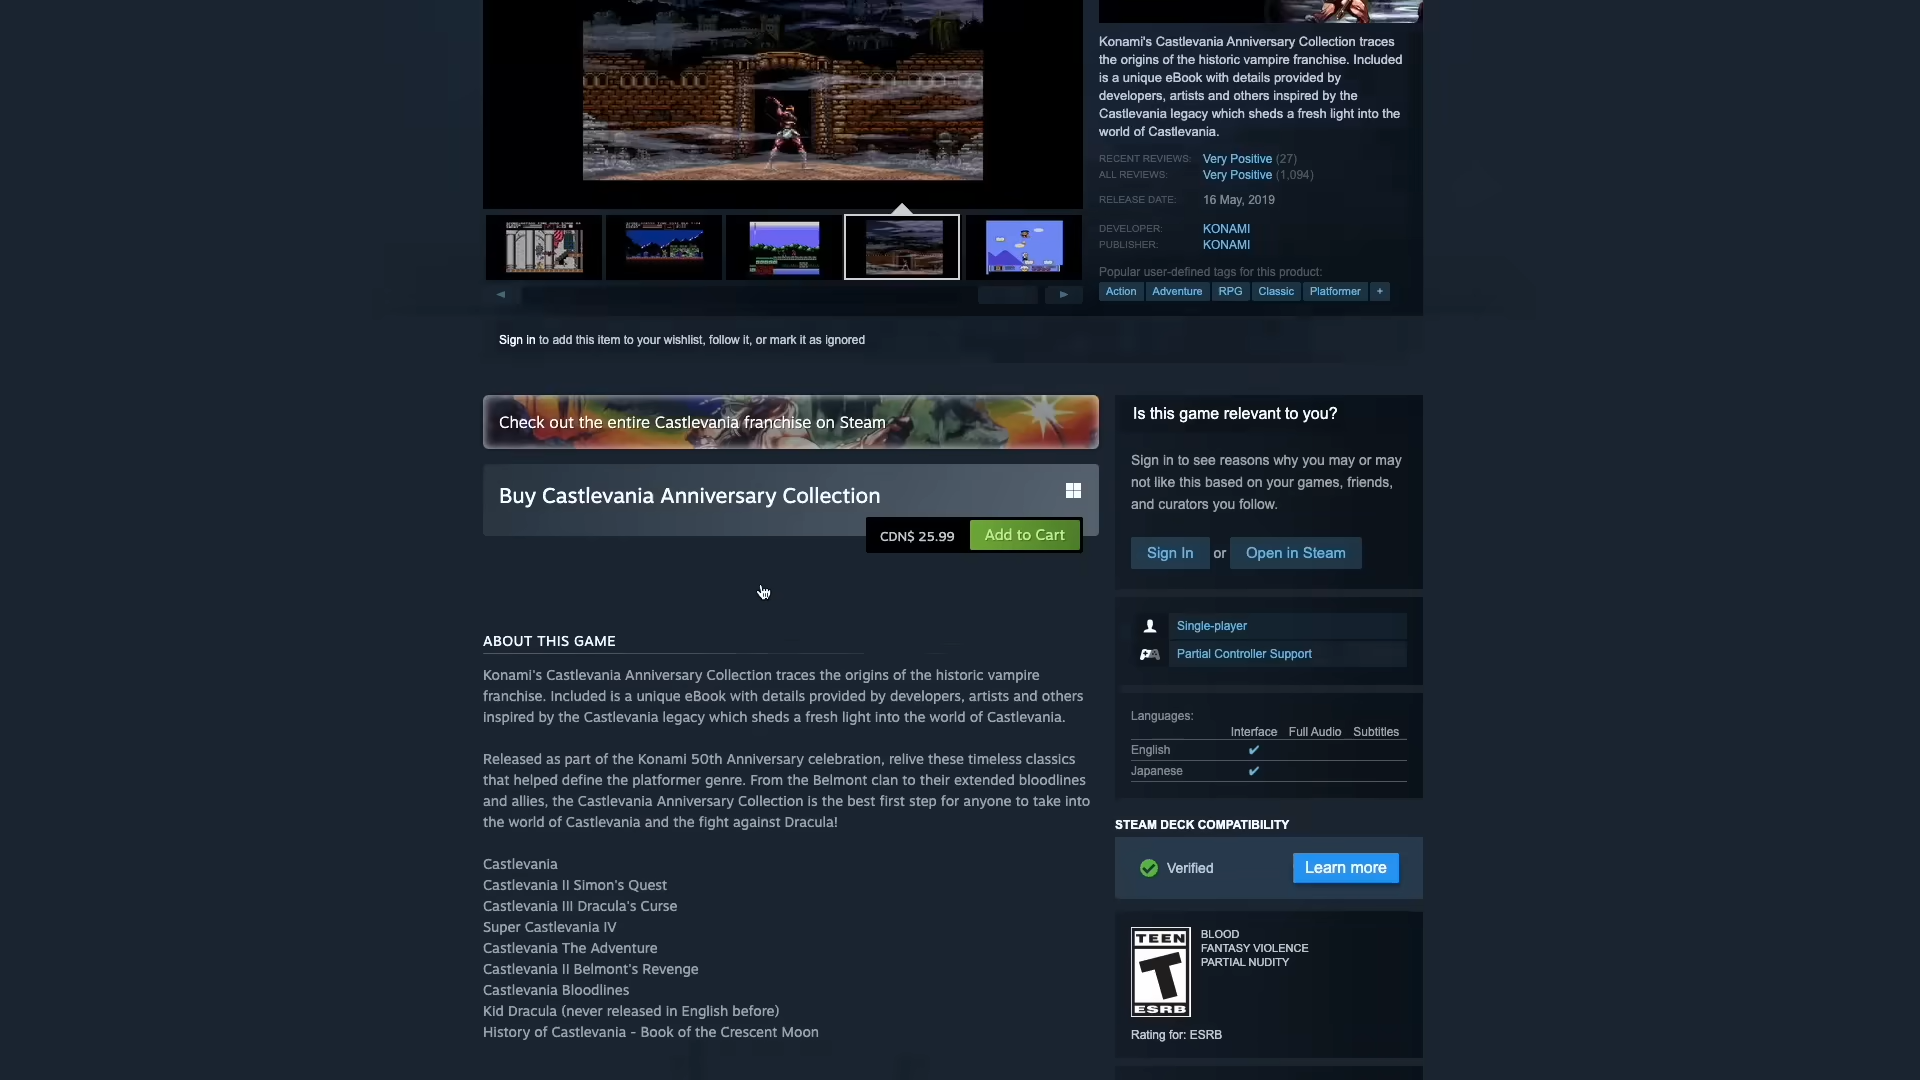 Konami's Castlevania Anniversary Collection traces
the origins of the historic vampire franchise. Included
is a unique eBook with details provided by
developers, artists and others inspired by the
Castlevania legacy which sheds a fresh light into the
world of Castlevania.
RECENT REVIEWS: Very Positive (27)
ALL REVIEWS: Very Positive (1,094)
RELEASE DATE: 16 May, 2019
DEVELOPER: KONAMI
PUBLISHER: KONAMI
Popular user-defined tags for this product:
Action Adventure RPG Classic Platformer +
Sign in to add this item to your wishlist, follow it, or mark it as ignored
Check out the entire Castlevania franchise on Steam
Buy Castlevania Anniversary Collection
CDN$ 25.99 Add to Cart
ABOUT THIS GAME
Konami's Castlevania Anniversary Collection traces the origins of the historic vampire
franchise. Included is a unique eBook with details provided by developers, artists and others
inspired by the Castlevania legacy which sheds a fresh light into the world of Castlevania.
Released as part of the Konami 50th Anniversary celebration, relive these timeless classics
that helped define the platformer genre. From the Belmont clan to their extended bloodlines
and allies, the Castlevania Anniversary Collection is the best first step for anyone to take into
the world of Castlevania and the fight against Dracula!
Castlevania
Castlevania II Simon's Quest
Castlevania III Dracula's Curse
Super Castlevania IV
Castlevania The Adventure
Castlevania II Belmont's Revenge
Castlevania Bloodlines
Kid Dracula (never released in English before)
History of Castlevania - Book of the Crescent Moon
Is this game relevant to you?
Sign in to see reasons why you may or may
not like this based on your games, friends,
and curators you follow.
Sign In or Open in Steam
Single-player
Partial Controller Support
Languages:
Interface Full Audio Subtitles
English ✔
Japanese ✔
STEAM DECK COMPATIBILITY
Verified Learn more
TEEN
T
ESRB
BLOOD
FANTASY VIOLENCE
PARTIAL NUDITY
Rating for: ESRB